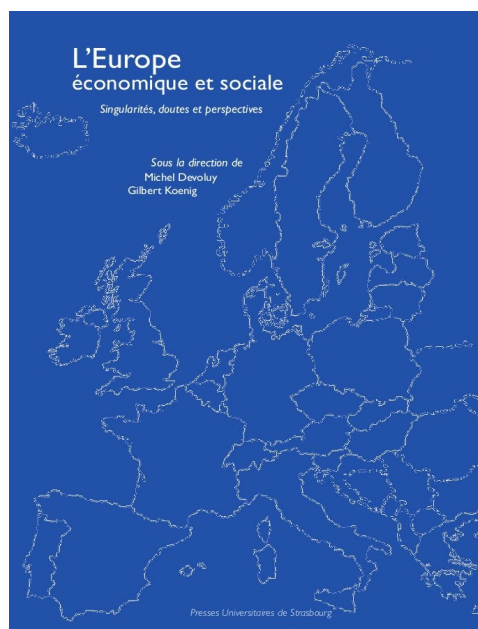 L'Europe
économique et sociale
Singularités, doutes et perspectives
Sous la direction de
Michel Devoluy
Gilbert Koenig
Presses Universitaires de Strasbourg